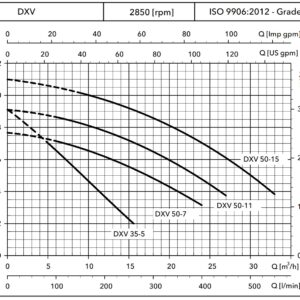 DXV 2850 [rpm] ISO 9906:2012 - Grade
0 20 40 60 80 100 120 Q [Imp gpm]
0 20 40 60 80 100 120 140 Q [US gpm]
DXV 50-15
DXV 50-11
DXV 50-7
DXV 35-5
0 5 10 15 20 25 30 Q [m³/h]
0 100 200 300 400 500 Q [l/min]